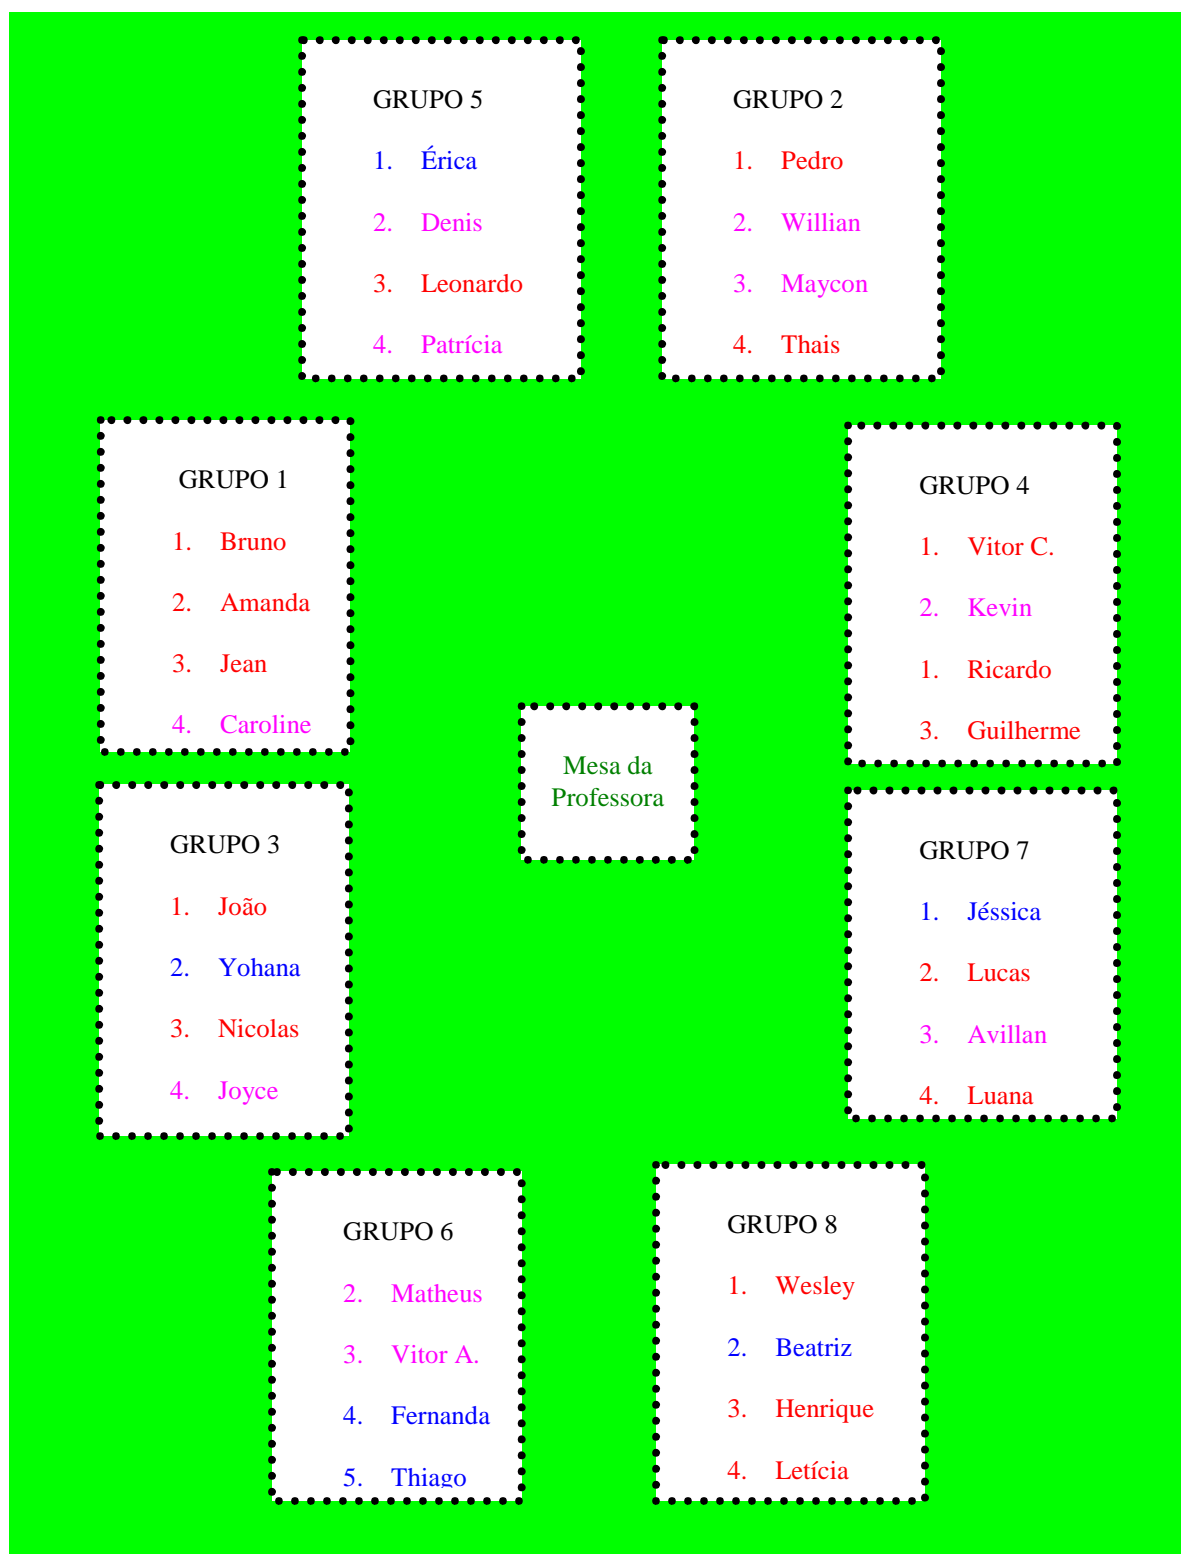 GRUPO 5
1. Érica
2. Denis
3. Leonardo
4. Patrícia
GRUPO 2
1. Pedro
2. Willian
3. Maycon
4. Thais
GRUPO 1
1. Bruno
2. Amanda
3. Jean
4. Caroline
GRUPO 4
1. Vitor C.
2. Kevin
1. Ricardo
3. Guilherme
Mesa da
Professora
GRUPO 3
1. João
2. Yohana
3. Nicolas
4. Joyce
GRUPO 7
1. Jéssica
2. Lucas
3. Avillan
4. Luana
GRUPO 6
2. Matheus
3. Vitor A.
4. Fernanda
5. Thiago
GRUPO 8
1. Wesley
2. Beatriz
3. Henrique
4. Letícia